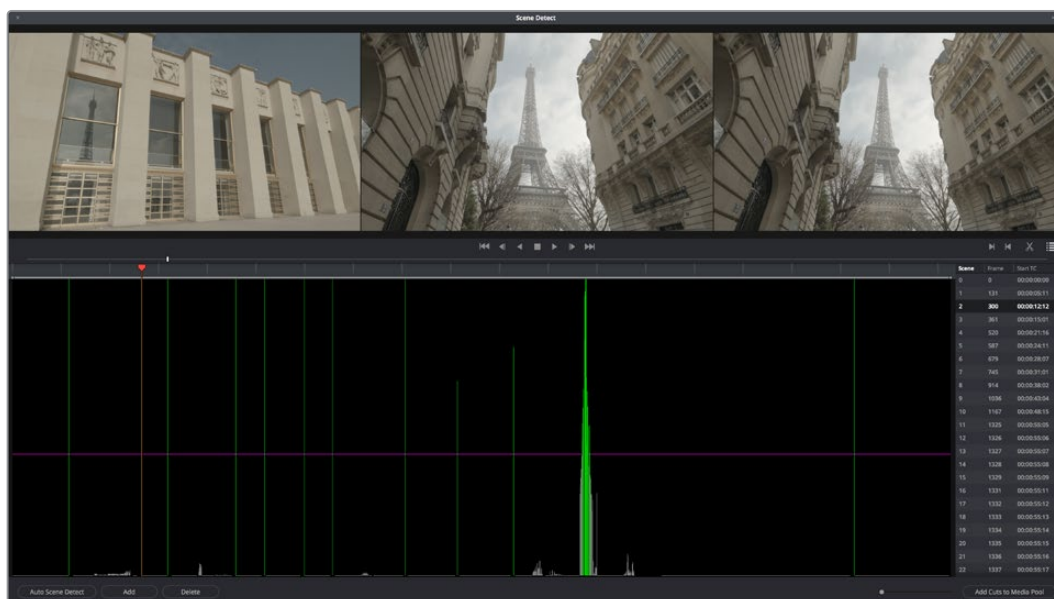 Scene Detect
Scene Frame Start TC
0 0 00:00:00:00
1 131 00:00:05:11
2 300 00:00:12:12
3 361 00:00:15:01
4 520 00:00:21:16
5 587 00:00:24:11
6 679 00:00:28:07
7 745 00:00:31:01
8 914 00:00:38:02
9 1036 00:00:43:04
10 1167 00:00:48:15
11 1325 00:00:55:05
12 1326 00:00:55:06
13 1327 00:00:55:07
14 1328 00:00:55:08
15 1329 00:00:55:09
16 1331 00:00:55:11
17 1332 00:00:55:12
18 1333 00:00:55:13
19 1334 00:00:55:14
20 1335 00:00:55:15
21 1336 00:00:55:16
22 1337 00:00:55:17
Auto Scene Detect Add Delete Add Cuts to Media Pool